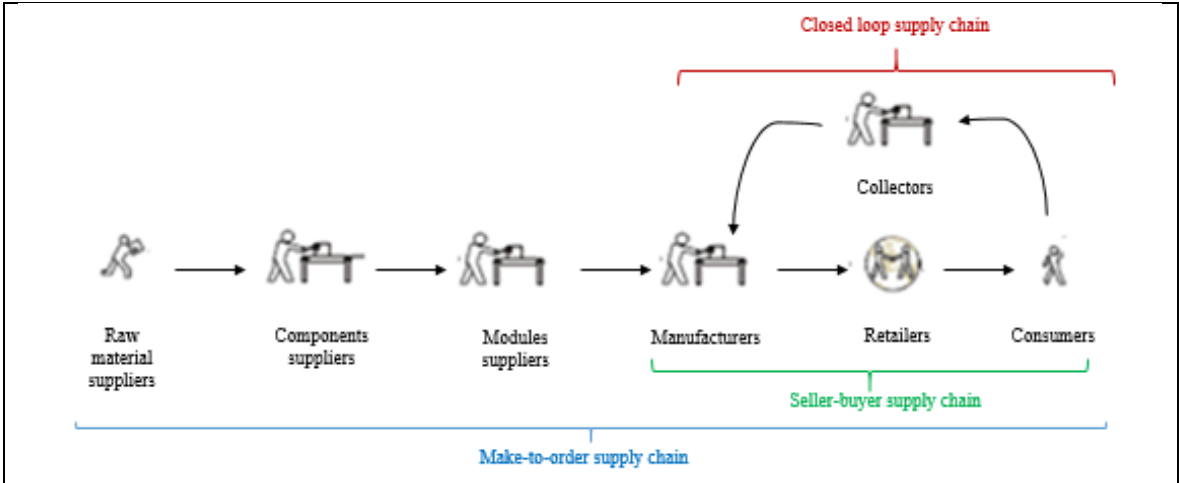 Closed loop supply chain
Collectors
Raw
material
suppliers
Components
suppliers
Modules
suppliers
Manufacturers
Retailers
Consumers
Seller-buyer supply chain
Make-to-order supply chain